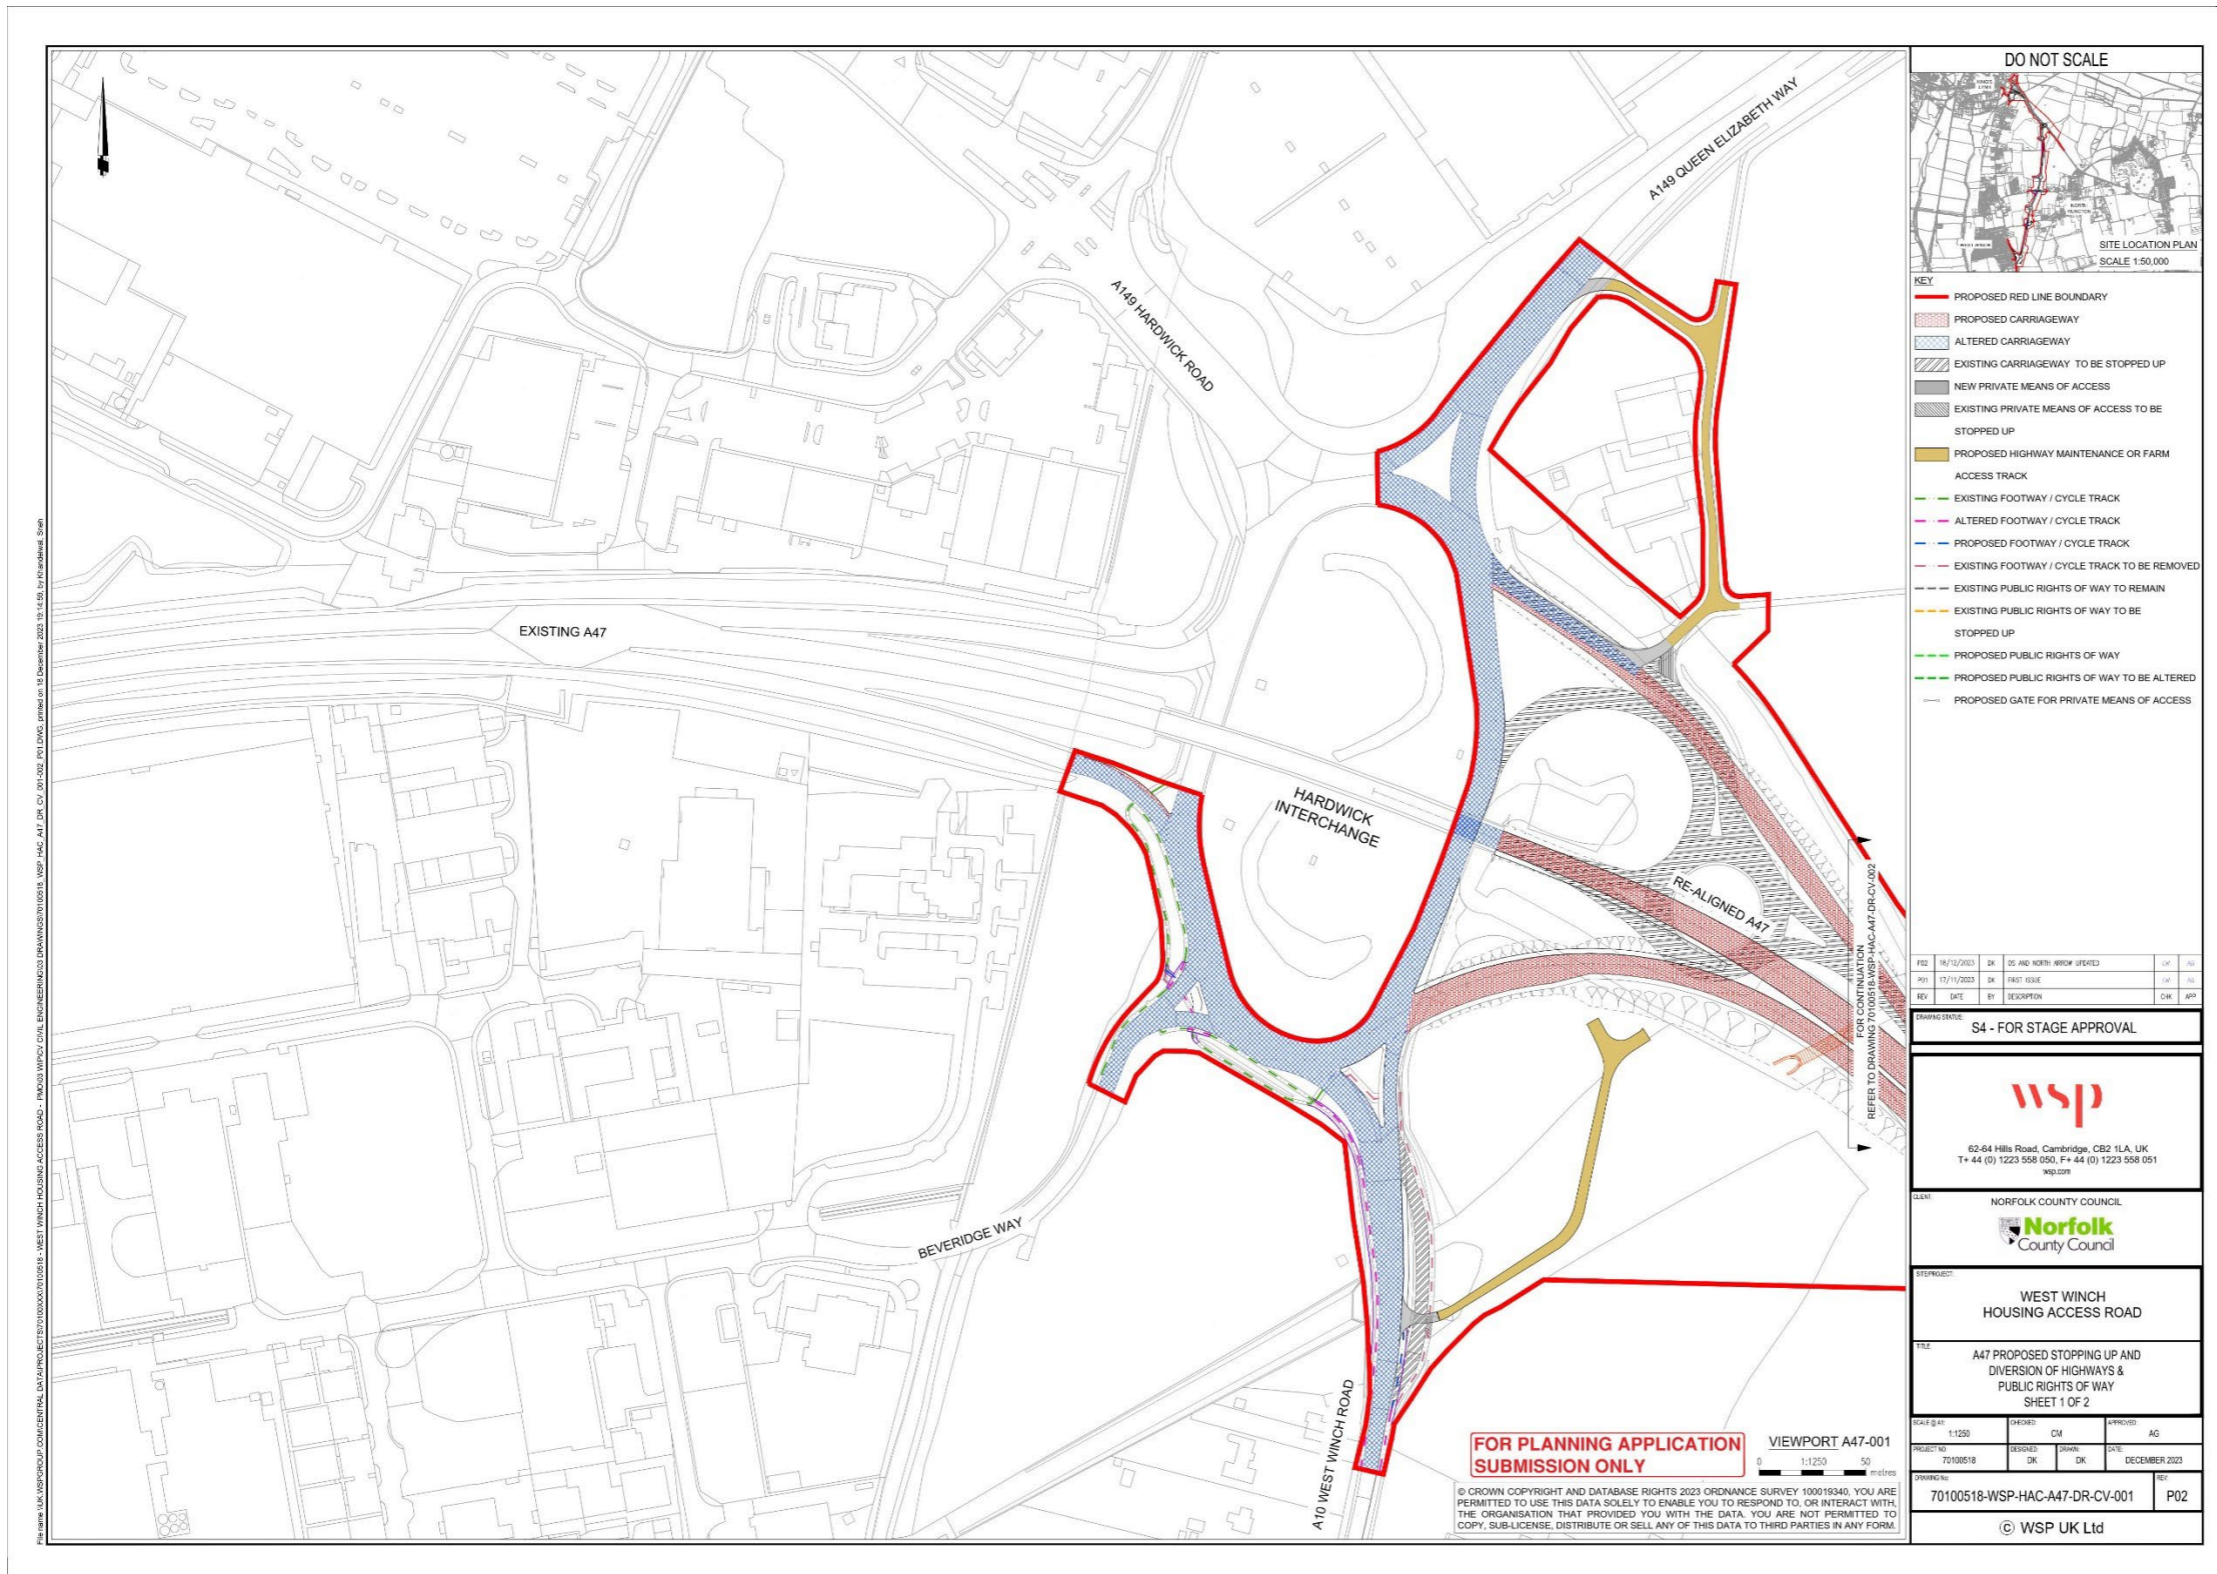 A149 QUEEN ELIZABETH WAY
A149 HARDWICK ROAD
EXISTING A47
HARDWICK
INTERCHANGE
RE-ALIGNED A47
FOR CONTINUATION
REFER TO DRAWING 70100518-WSP-HAC-A47-DR-CV-002
BEVERIDGE WAY
A10 WEST WINCH ROAD
FOR PLANNING APPLICATION
SUBMISSION ONLY
VIEWPORT A47-001
0 1:1250 50
metres
© CROWN COPYRIGHT AND DATABASE RIGHTS 2023 ORDNANCE SURVEY 100019340, YOU ARE
PERMITTED TO USE THIS DATA SOLELY TO ENABLE YOU TO RESPOND TO, OR INTERACT WITH,
THE ORGANISATION THAT PROVIDED YOU WITH THE DATA. YOU ARE NOT PERMITTED TO
COPY, SUB-LICENSE, DISTRIBUTE OR SELL ANY OF THIS DATA TO THIRD PARTIES IN ANY FORM.
DO NOT SCALE
SITE LOCATION PLAN
SCALE 1:50,000
KEY
PROPOSED RED LINE BOUNDARY
PROPOSED CARRIAGEWAY
ALTERED CARRIAGEWAY
EXISTING CARRIAGEWAY TO BE STOPPED UP
NEW PRIVATE MEANS OF ACCESS
EXISTING PRIVATE MEANS OF ACCESS TO BE
STOPPED UP
PROPOSED HIGHWAY MAINTENANCE OR FARM
ACCESS TRACK
EXISTING FOOTWAY / CYCLE TRACK
ALTERED FOOTWAY / CYCLE TRACK
PROPOSED FOOTWAY / CYCLE TRACK
EXISTING FOOTWAY / CYCLE TRACK TO BE REMOVED
EXISTING PUBLIC RIGHTS OF WAY TO REMAIN
EXISTING PUBLIC RIGHTS OF WAY TO BE
STOPPED UP
PROPOSED PUBLIC RIGHTS OF WAY
PROPOSED PUBLIC RIGHTS OF WAY TO BE ALTERED
PROPOSED GATE FOR PRIVATE MEANS OF ACCESS
P02 18/12/2023 DK OS AND NORTH ARROW UPDATED
P01 17/11/2023 DK FIRST ISSUE
REV DATE BY DESCRIPTION CHK APP
DRAWING STATUS:
S4 - FOR STAGE APPROVAL
wsp
62-64 Hills Road, Cambridge, CB2 1LA, UK
T+ 44 (0) 1223 558 050, F+ 44 (0) 1223 558 051
wsp.com
CLIENT:
NORFOLK COUNTY COUNCIL
Norfolk
County Council
SITE/PROJECT:
WEST WINCH
HOUSING ACCESS ROAD
TITLE:
A47 PROPOSED STOPPING UP AND
DIVERSION OF HIGHWAYS &
PUBLIC RIGHTS OF WAY
SHEET 1 OF 2
SCALE @ A1: CHECKED: APPROVED:
1:1250 CM AG
PROJECT NO: DESIGNED: DRAWN: DATE:
70100518 DK DK DECEMBER 2023
DRAWING No: REV:
70100518-WSP-HAC-A47-DR-CV-001 P02
© WSP UK Ltd